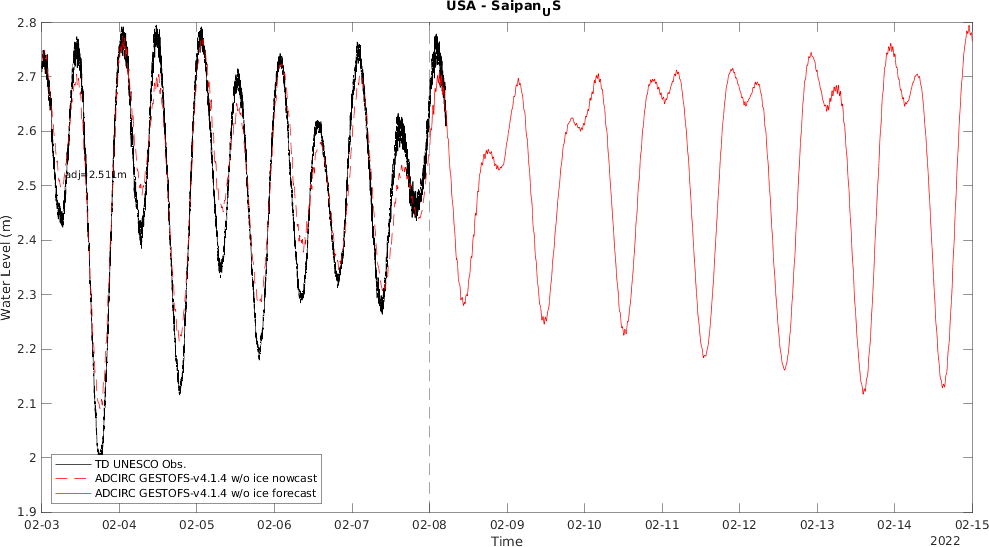 USA - Saipan_US
2.8
2.7
2.6
2.5
2.4
2.3
2.2
2.1
2
1.9
Water Level (m)
adj=2.511m
TD UNESCO Obs.
ADCIRC GESTOFS-v4.1.4 w/o ice nowcast
ADCIRC GESTOFS-v4.1.4 w/o ice forecast
02-03 02-04 02-05 02-06 02-07 02-08 02-09 02-10 02-11 02-12 02-13 02-14 02-15
Time
2022